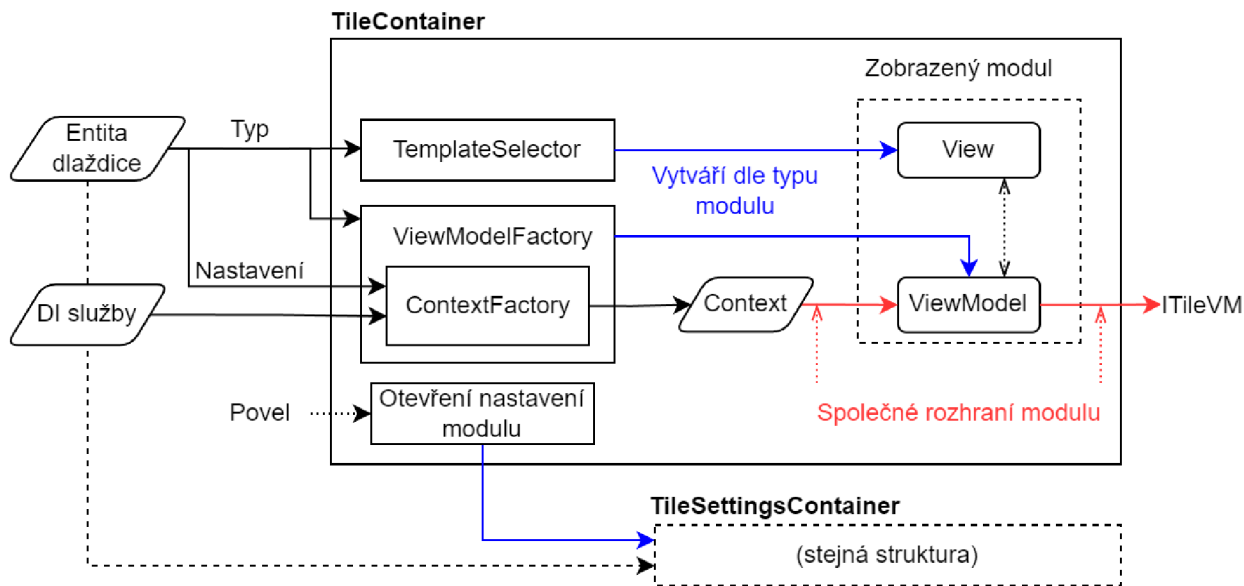 TileContainer
Zobrazený modul
Entita
dlaždice
Typ
TemplateSelector
View
Vytváří dle typu
modulu
ViewModelFactory
Nastavení
ContextFactory
DI služby
Context
ViewModel
ITileVM
Povel
Otevření nastavení
modulu
Společné rozhraní modulu
TileSettingsContainer
(stejná struktura)